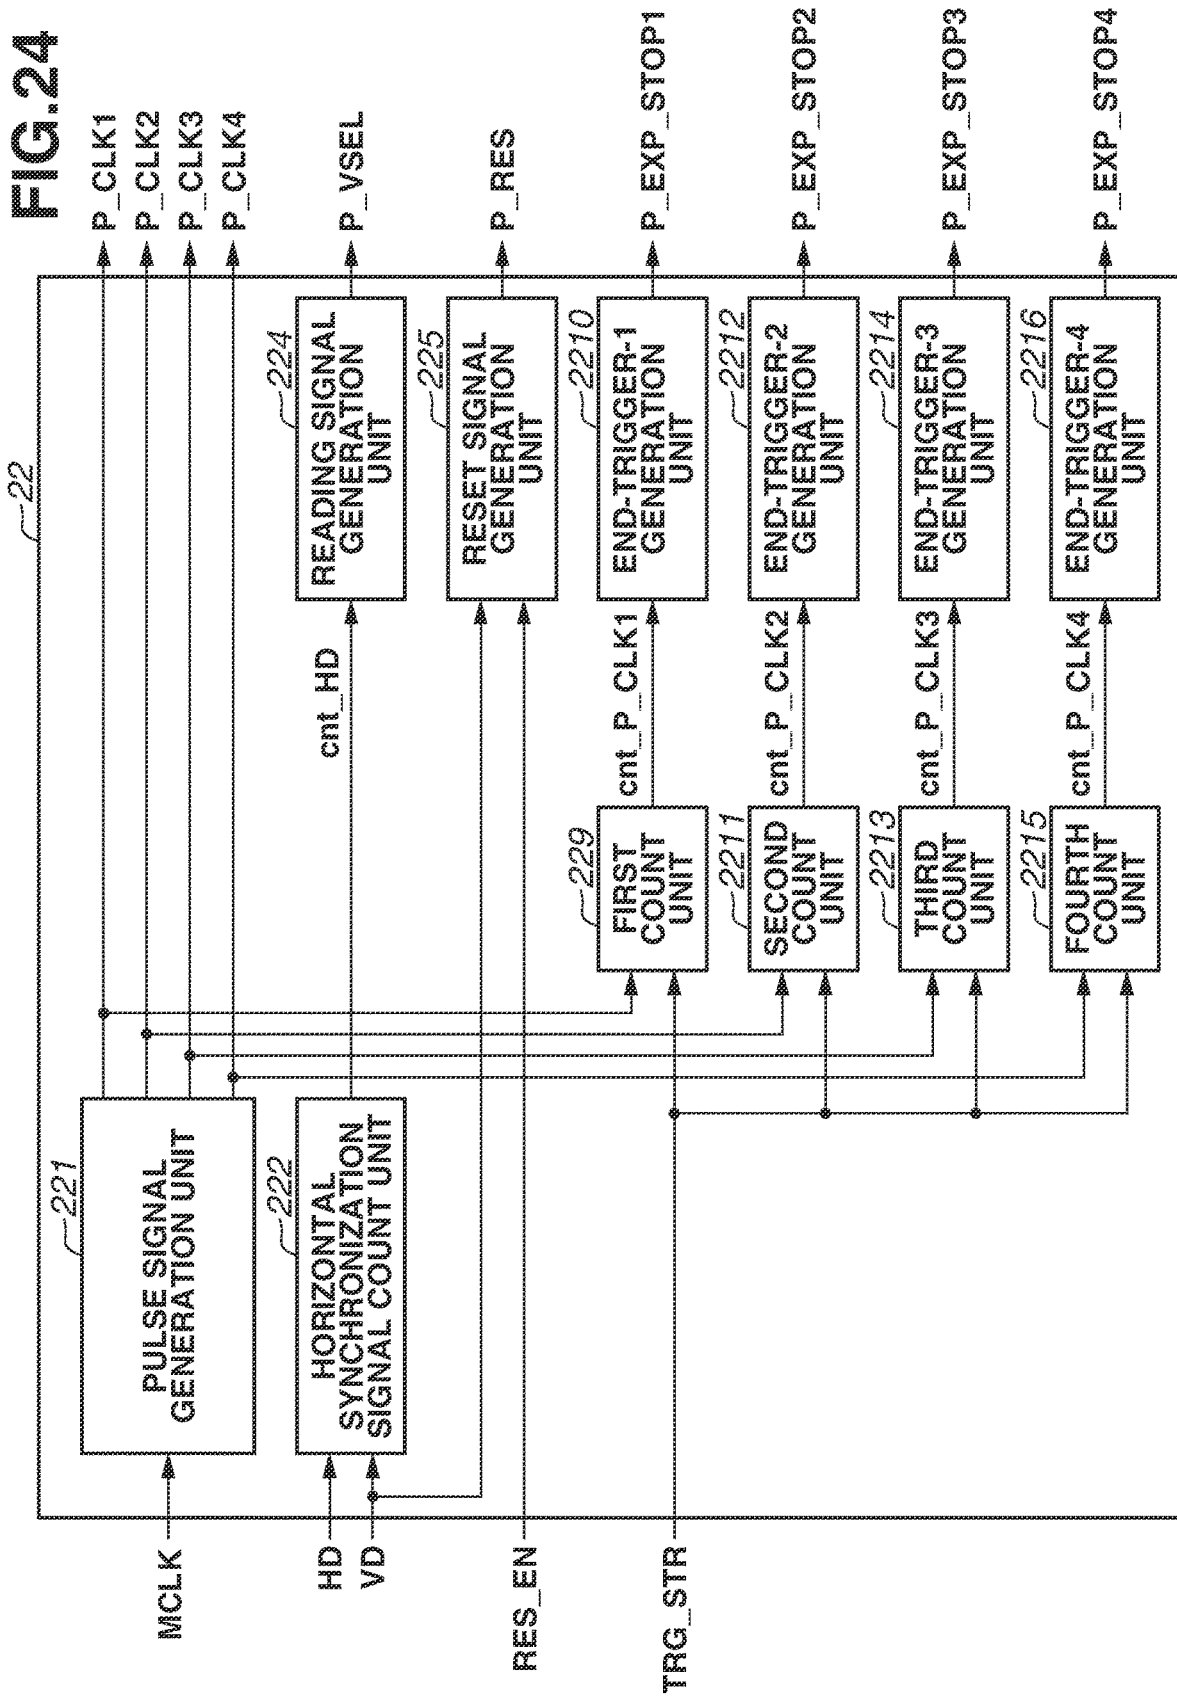 FIG.24
22
P_CLK1
P_CLK2
P_CLK3
P_CLK4
MCLK
221
PULSE SIGNAL
GENERATION UNIT
HD
VD
222
HORIZONTAL
SYNCHRONIZATION
SIGNAL COUNT UNIT
cnt_HD
224
READING SIGNAL
GENERATION
UNIT
P_VSEL
RES_EN
225
RESET SIGNAL
GENERATION
UNIT
P_RES
TRG_STR
229
FIRST
COUNT
UNIT
cnt_P_CLK1
2210
END-TRIGGER-1
GENERATION
UNIT
P_EXP_STOP1
2211
SECOND
COUNT
UNIT
cnt_P_CLK2
2212
END-TRIGGER-2
GENERATION
UNIT
P_EXP_STOP2
2213
THIRD
COUNT
UNIT
cnt_P_CLK3
2214
END-TRIGGER-3
GENERATION
UNIT
P_EXP_STOP3
2215
FOURTH
COUNT
UNIT
cnt_P_CLK4
2216
END-TRIGGER-4
GENERATION
UNIT
P_EXP_STOP4